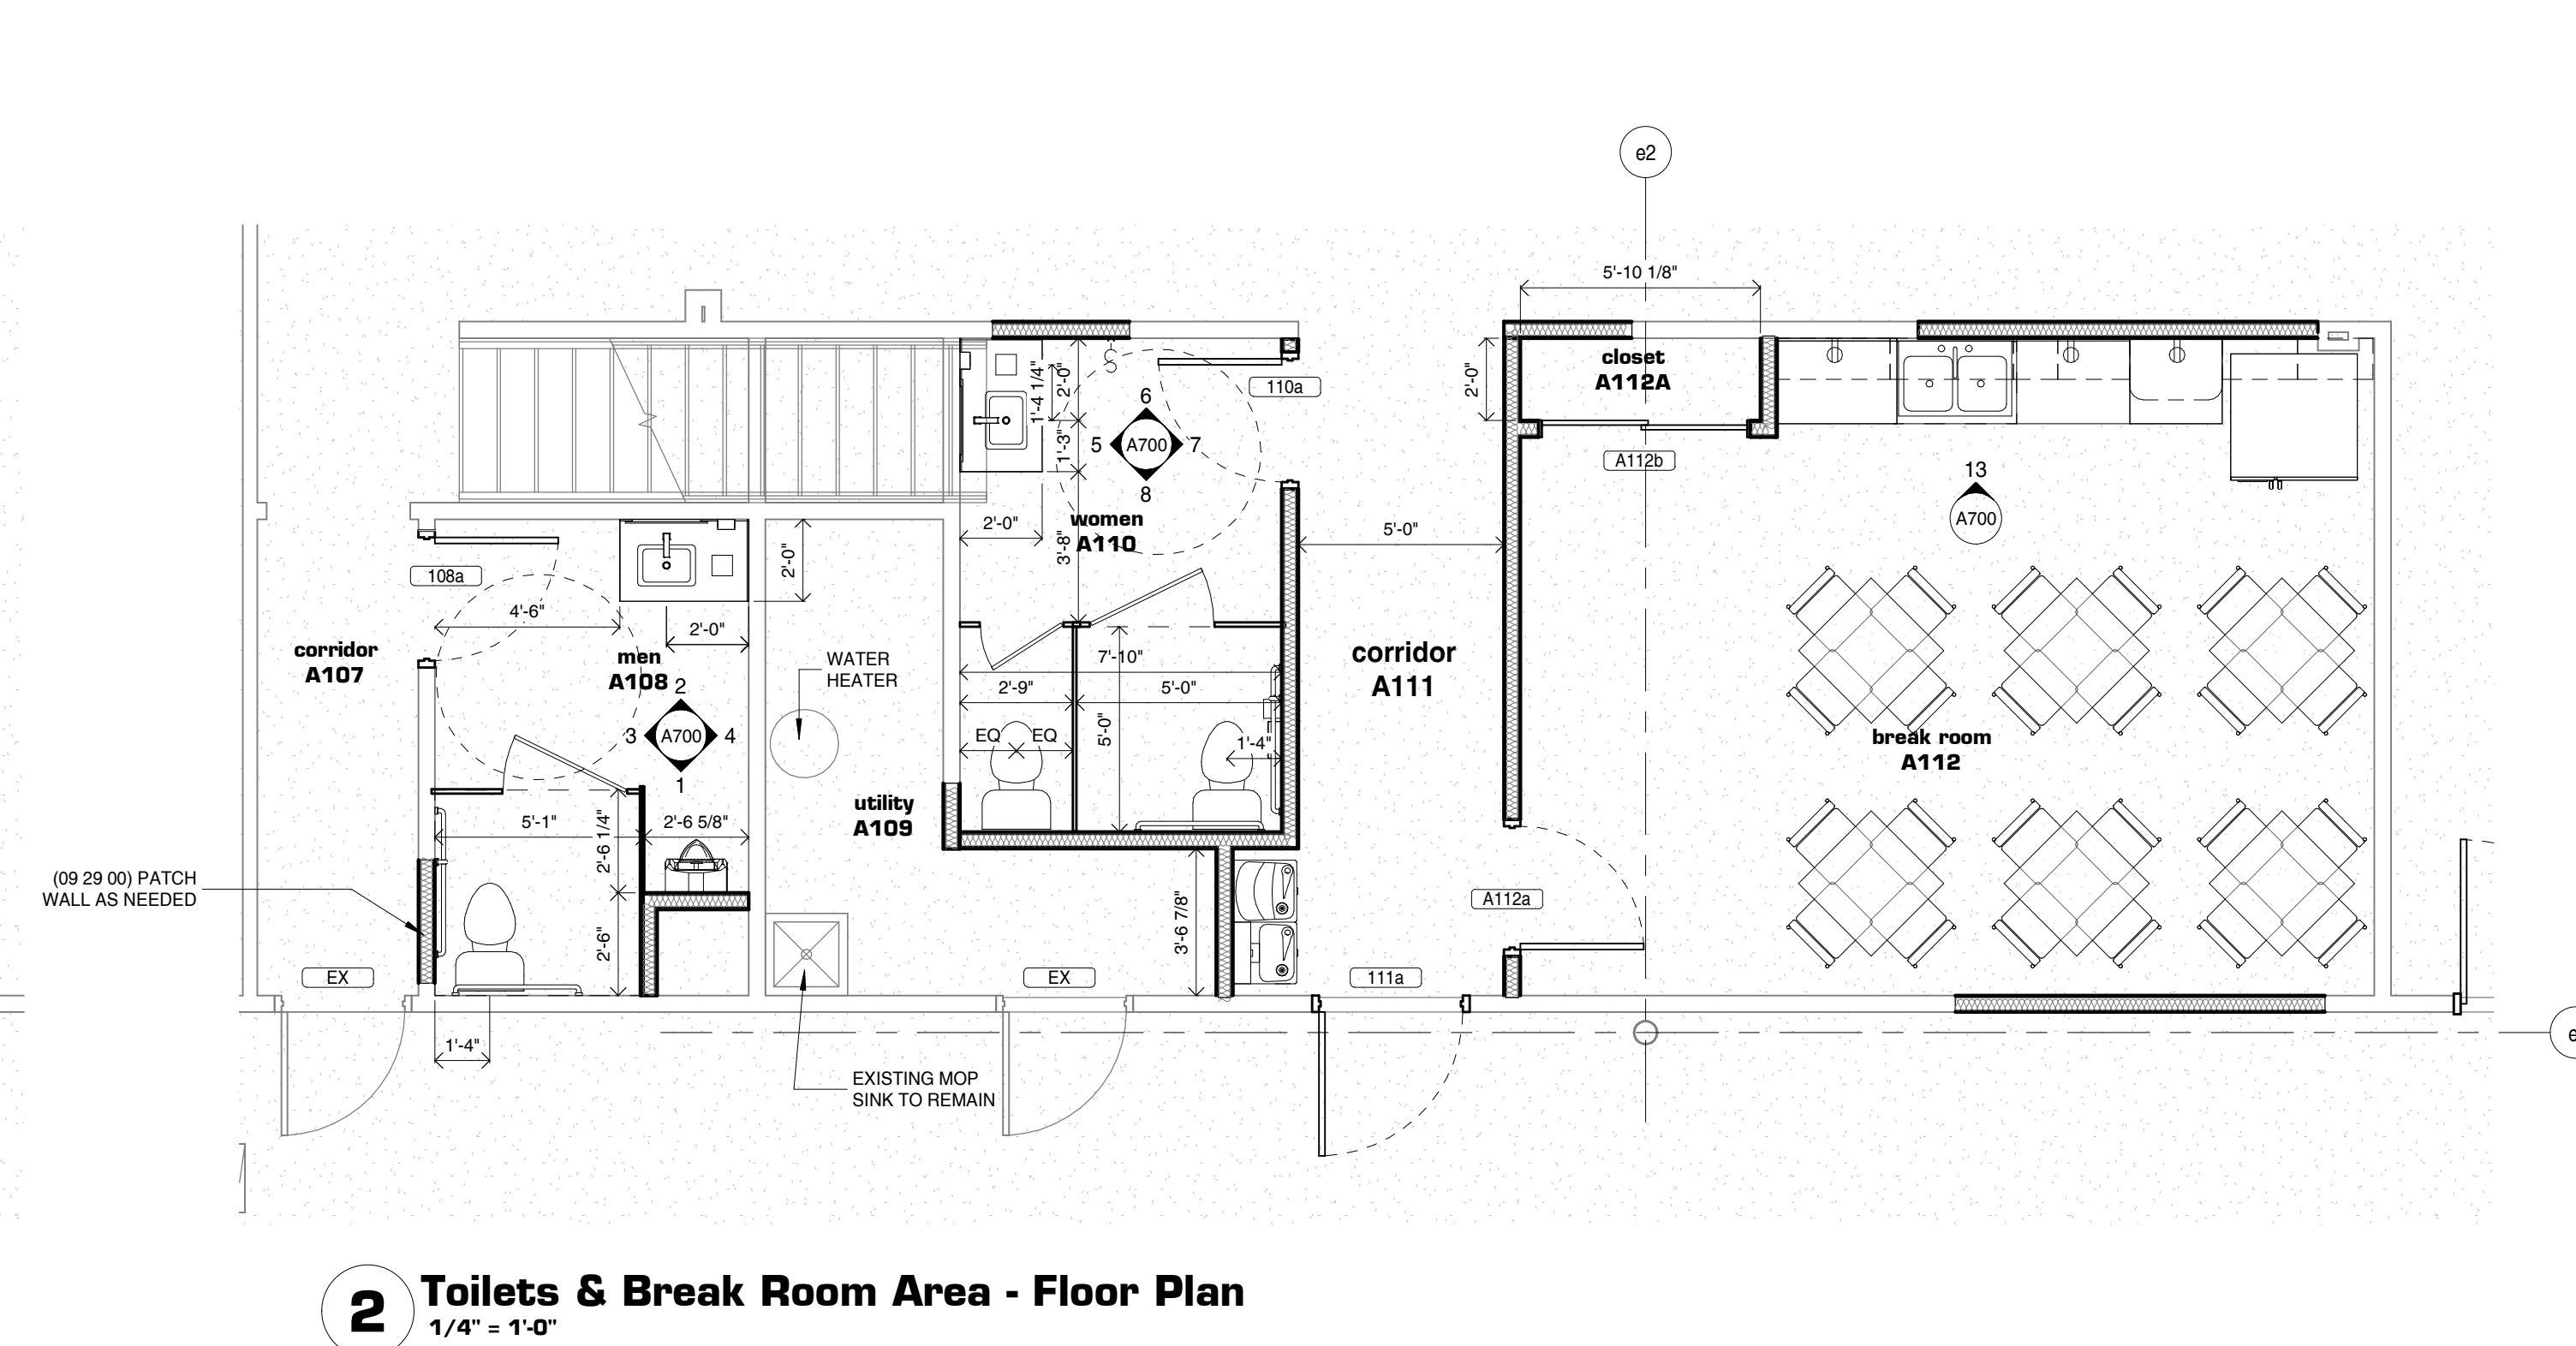 e2
5'-10 1/8"
2'-0"
closet
A112A
A112b
110a
1'-4 1/4"
2'-0"
1'-3"
3'-8"
6
5
A700
7
8
women
A110
2'-0"
5'-0"
13
A700
2'-0"
108a
4'-6"
2'-0"
corridor
A107
men
A108
2
3
A700
4
1
WATER
HEATER
7'-10"
2'-9"
5'-0"
EQ
EQ
5'-0"
1'-4"
corridor
A111
break room
A112
utility
A109
5'-1"
2'-6 1/4"
2'-6 5/8"
2'-6"
(09 29 00) PATCH
WALL AS NEEDED
3'-6 7/8"
A112a
EX
EX
111a
1'-4"
e
EXISTING MOP
SINK TO REMAIN
2
Toilets & Break Room Area - Floor Plan
1/4" = 1'-0"